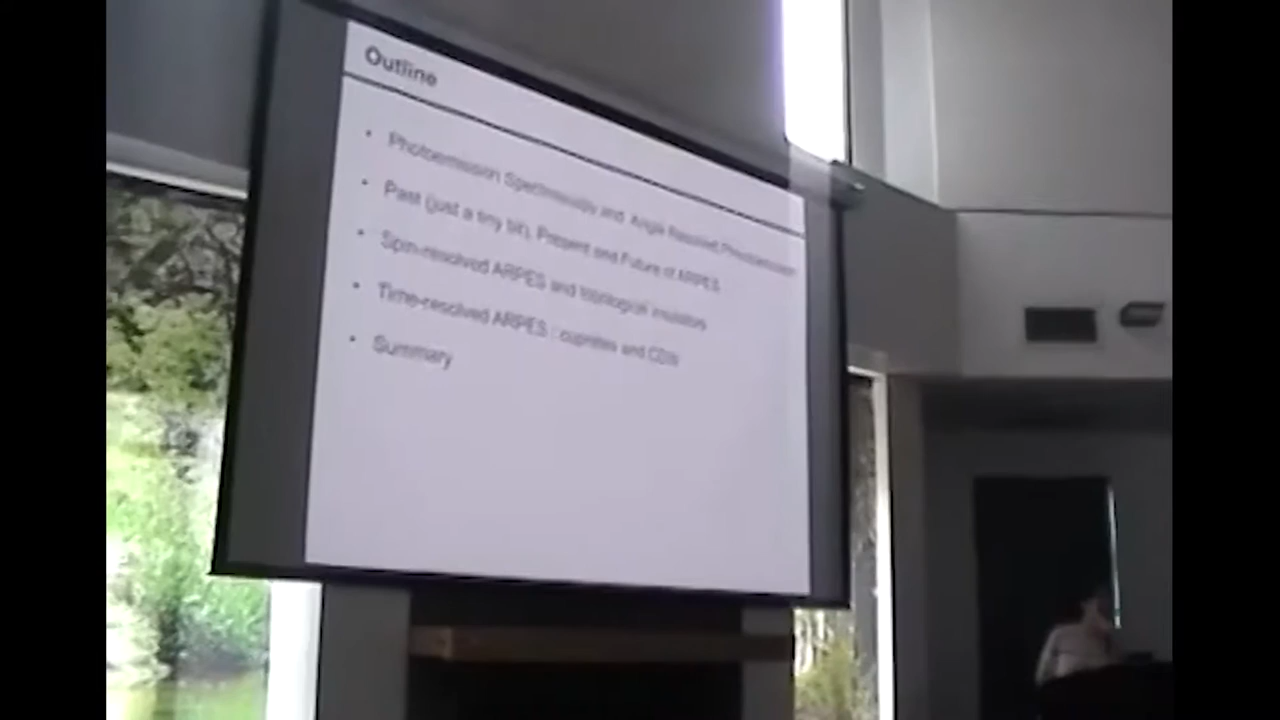 Outline
• Photoemission Spectroscopy and Angle Resolved Photoemission
• Past (just a tiny bit), Present and Future of ARPES
• Spin-resolved ARPES and topological insulators
• Time-resolved ARPES : cuprates and CDW
• Summary